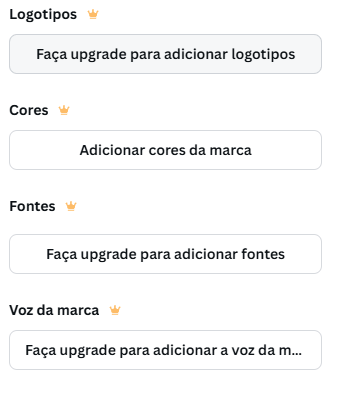 Logotipos
Faça upgrade para adicionar logotipos
Cores
Adicionar cores da marca
Fontes
Faça upgrade para adicionar fontes
Voz da marca
Faça upgrade para adicionar a voz da m...